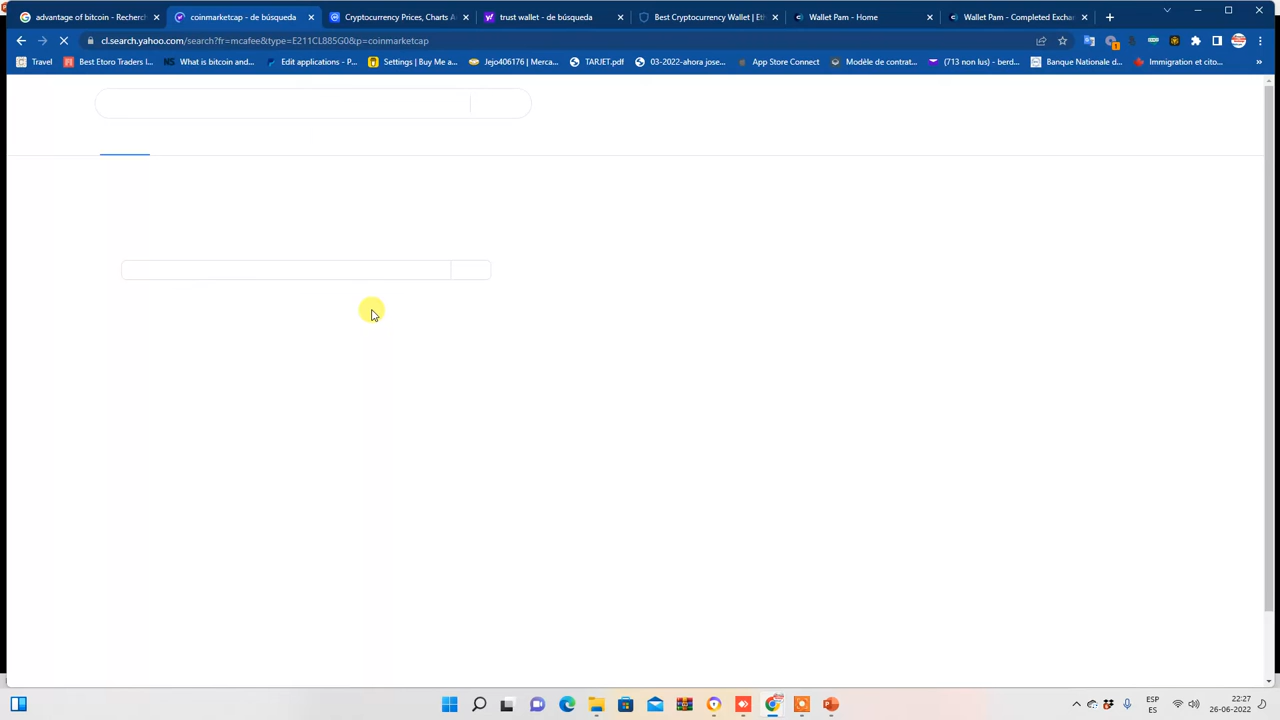 advantage of bitcoin - Recherch
coinmarketcap - de búsqueda
Cryptocurrency Prices, Charts A
trust wallet - de búsqueda
Best Cryptocurrency Wallet | Eth
Wallet Pam - Home
Wallet Pam - Completed Exchan
cl.search.yahoo.com/search?fr=mcafee&type=E211CL885G0&p=coinmarketcap
Travel
Best Etoro Traders I...
What is bitcoin and...
Edit applications - P...
Settings | Buy Me a...
Jejo406176 | Merca...
TARJET.pdf
03-2022-ahora jose...
App Store Connect
Modèle de contrat...
(713 non lus) - berd...
Banque Nationale d...
Immigration et cito...
ESP
ES
22:27
26-06-2022